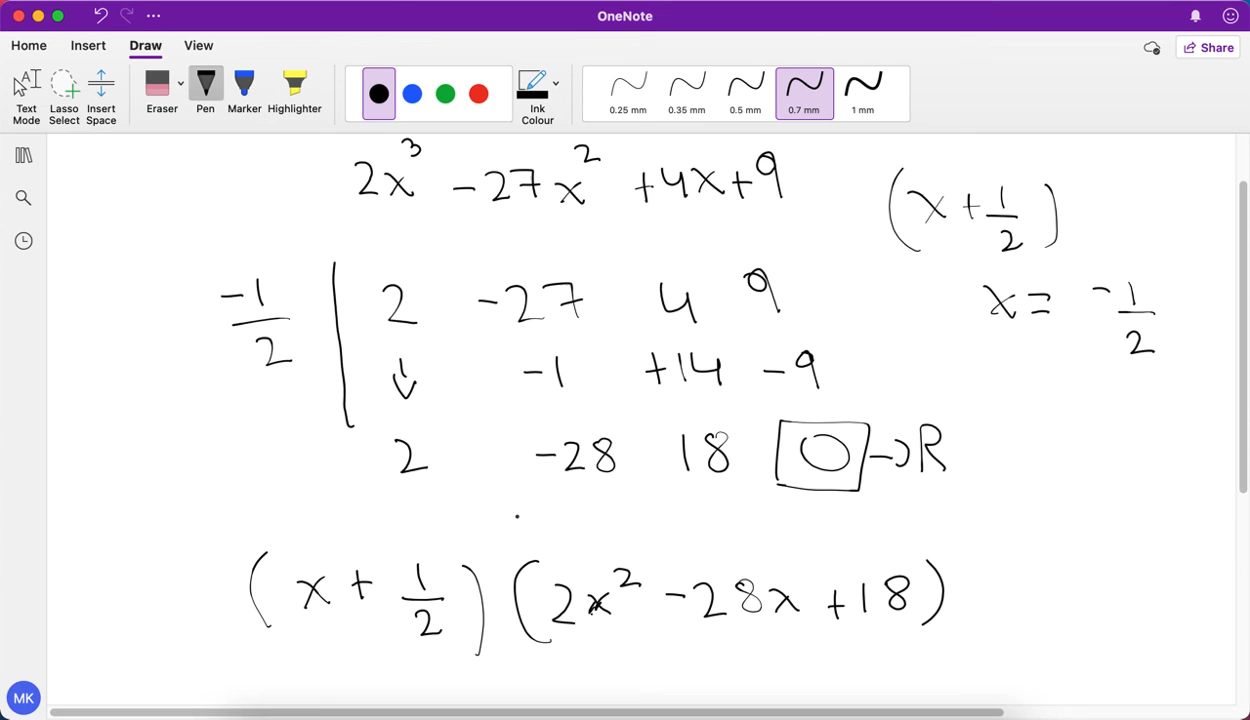 OneNote
Home Insert Draw View
Share
Text Mode
Lasso Select
Insert Space
Eraser
Pen
Marker
Highlighter
Ink Colour
0.25 mm
0.35 mm
0.5 mm
0.7 mm
1 mm
2x³ -27x² +4x+9
(x + 1/2)
-1/2 | 2 -27 4 9
x = -1/2
↓ -1 +14 -9
2 -28 18 0 → R
(x + 1/2) (2x² -28x +18)
MK